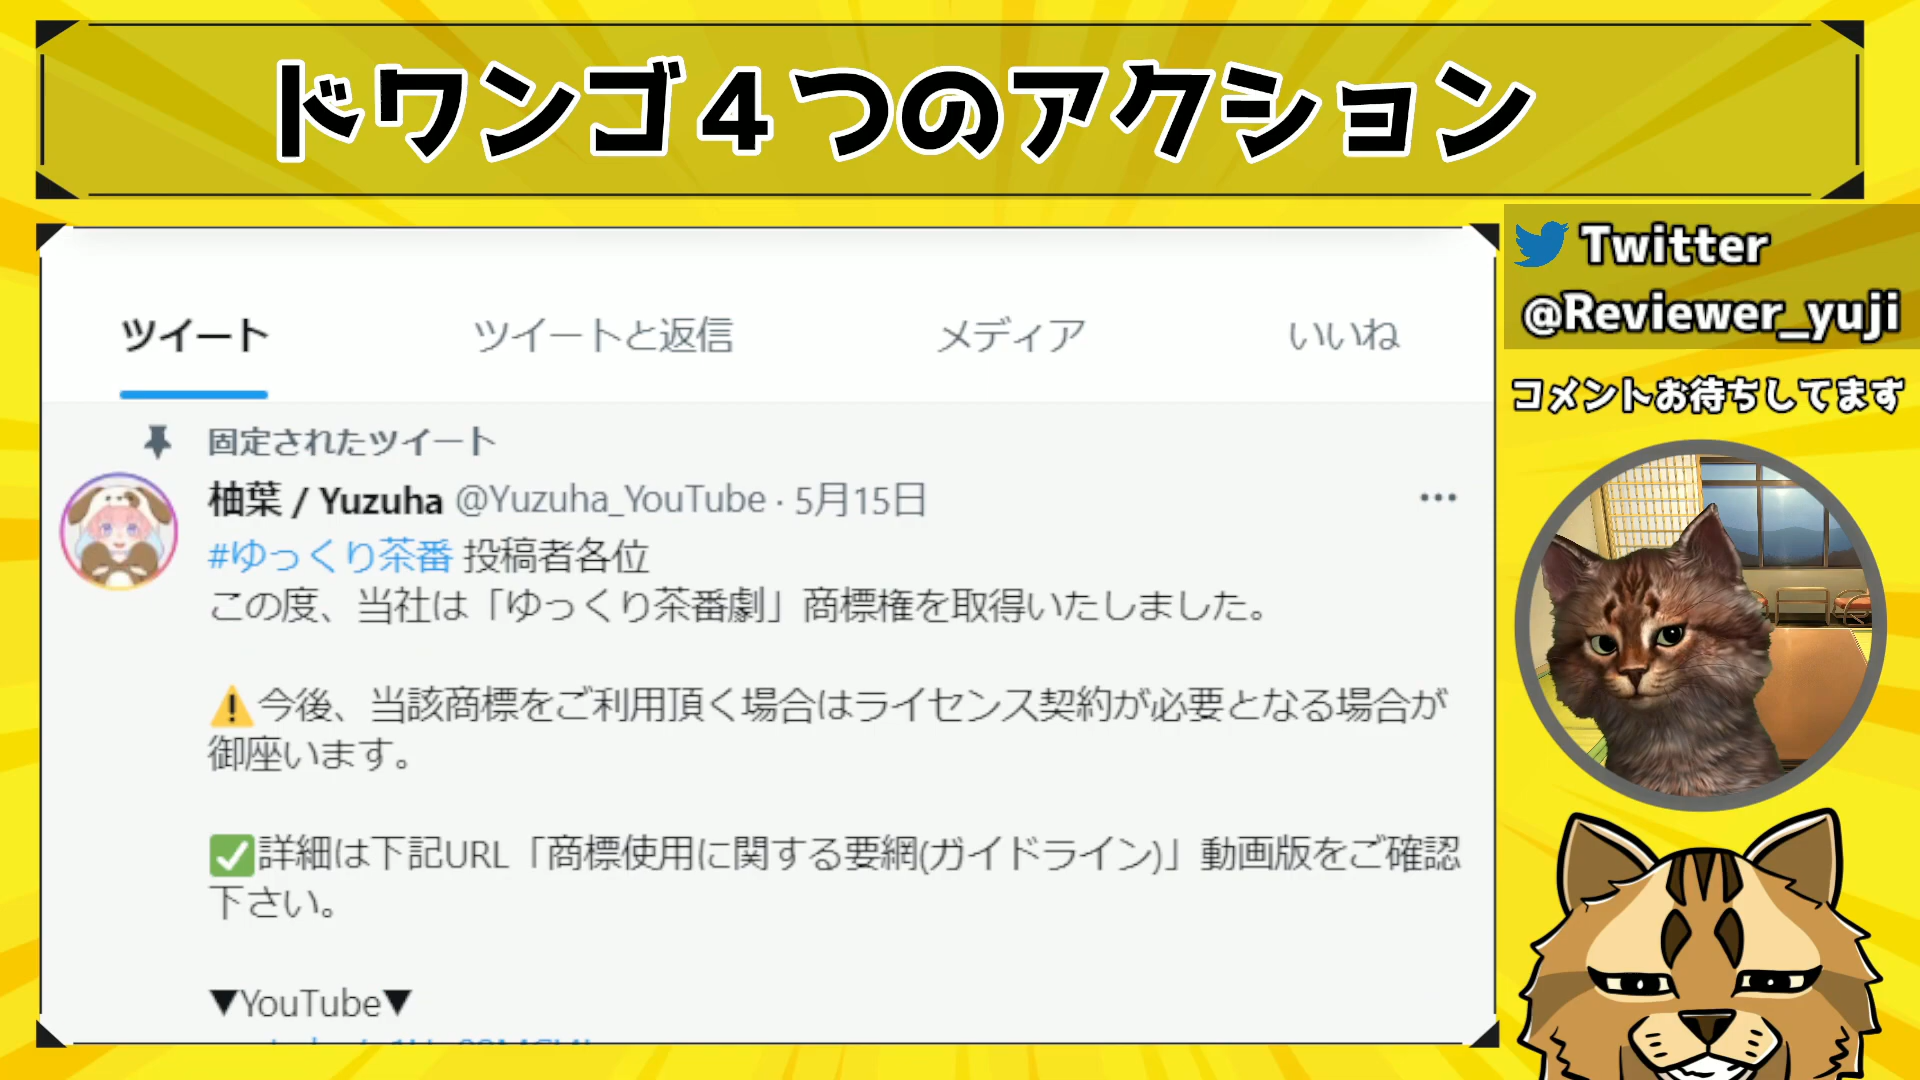 ドワンゴ４つのアクション
Twitter
@Reviewer_yuji
コメントお待ちしてます
ツイート ツイートと返信 メディア いいね
固定されたツイート
柚葉 / Yuzuha @Yuzuha_YouTube · 5月15日
#ゆっくり茶番 投稿者各位
この度、当社は「ゆっくり茶番劇」商標権を取得いたしました。
⚠️今後、当該商標をご利用頂く場合はライセンス契約が必要となる場合が
御座います。
✅詳細は下記URL「商標使用に関する要綱(ガイドライン)」動画版をご確認
下さい。
▼YouTube▼